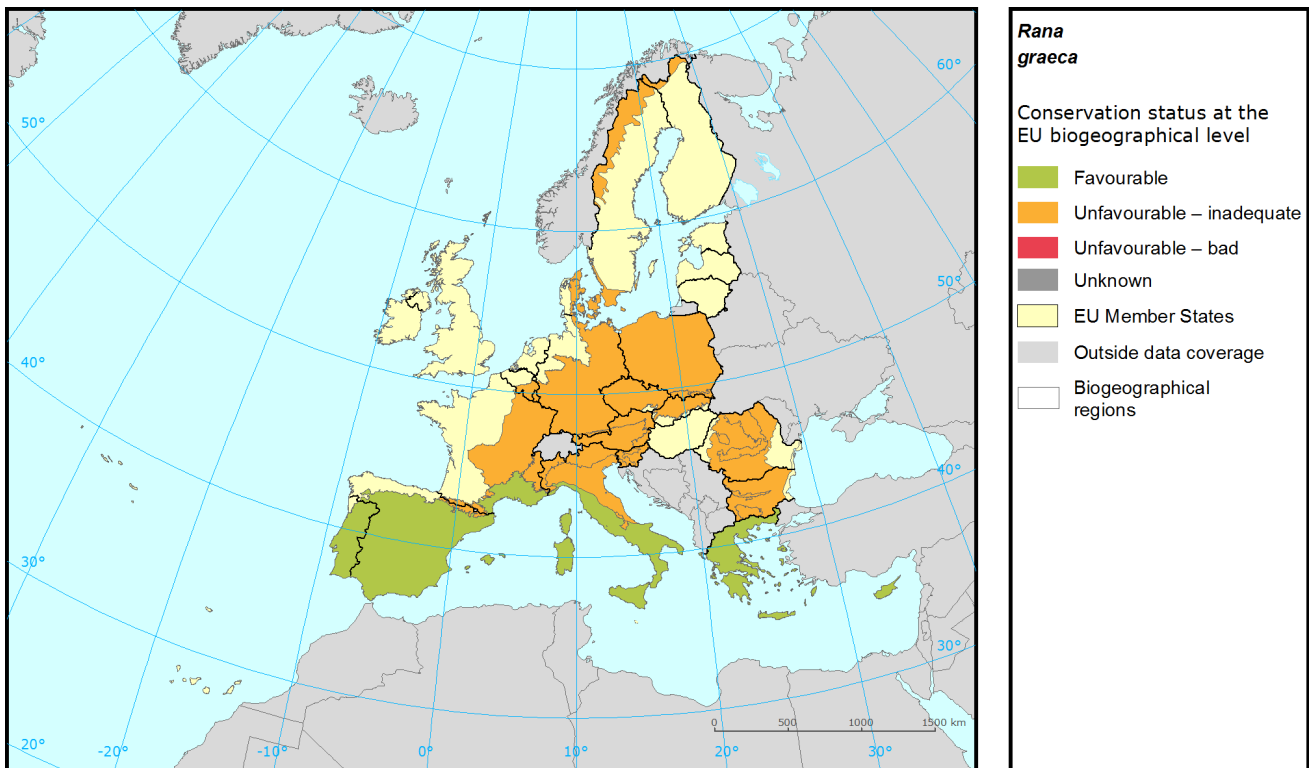 Rana
graeca
Conservation status at the
EU biogeographical level
Favourable
Unfavourable – inadequate
Unfavourable – bad
Unknown
EU Member States
Outside data coverage
Biogeographical
regions
60°
50°
50°
40°
40°
30°
30°
20°
-20°
-10°
0°
10°
20°
30°
0 500 1000 1500 km